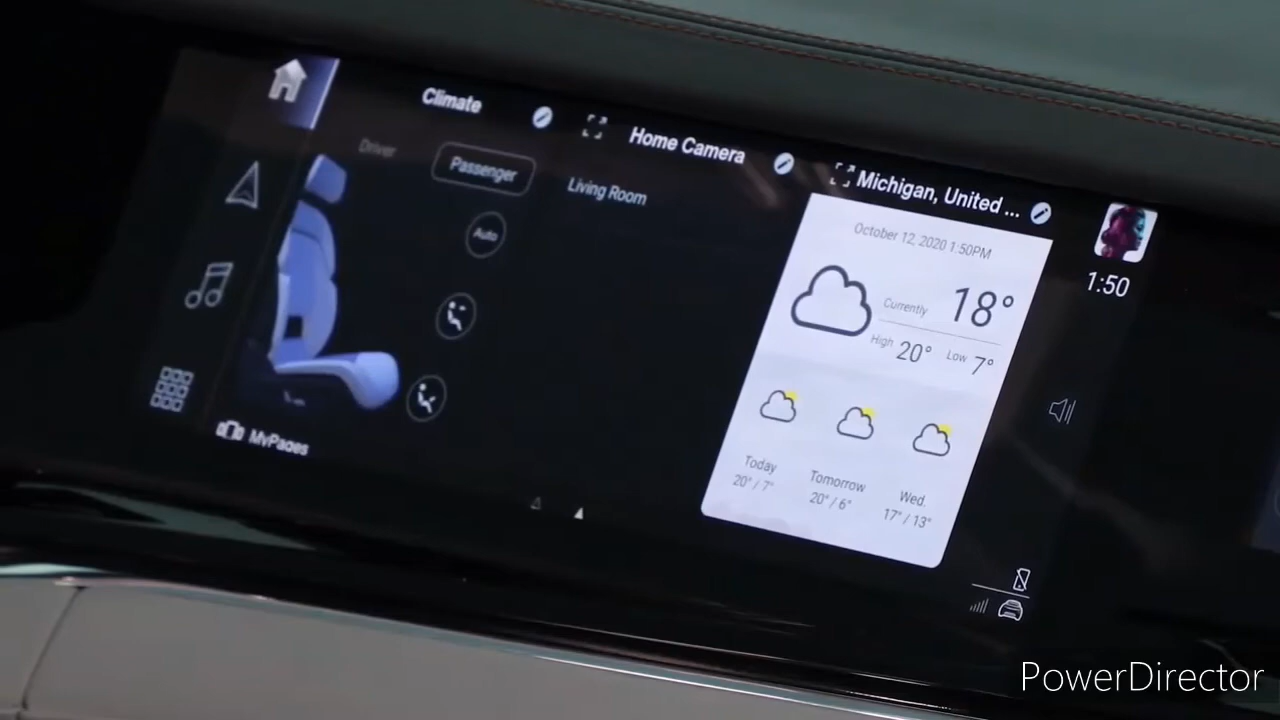 Climate
Driver
Passenger
Auto
MyPages
Home Camera
Living Room
Michigan, United ...
October 12, 2020 1:50PM
Currently 18°
High 20° Low 7°
Today
20° / 7°
Tomorrow
20° / 6°
Wed.
17° / 13°
1:50
PowerDirector